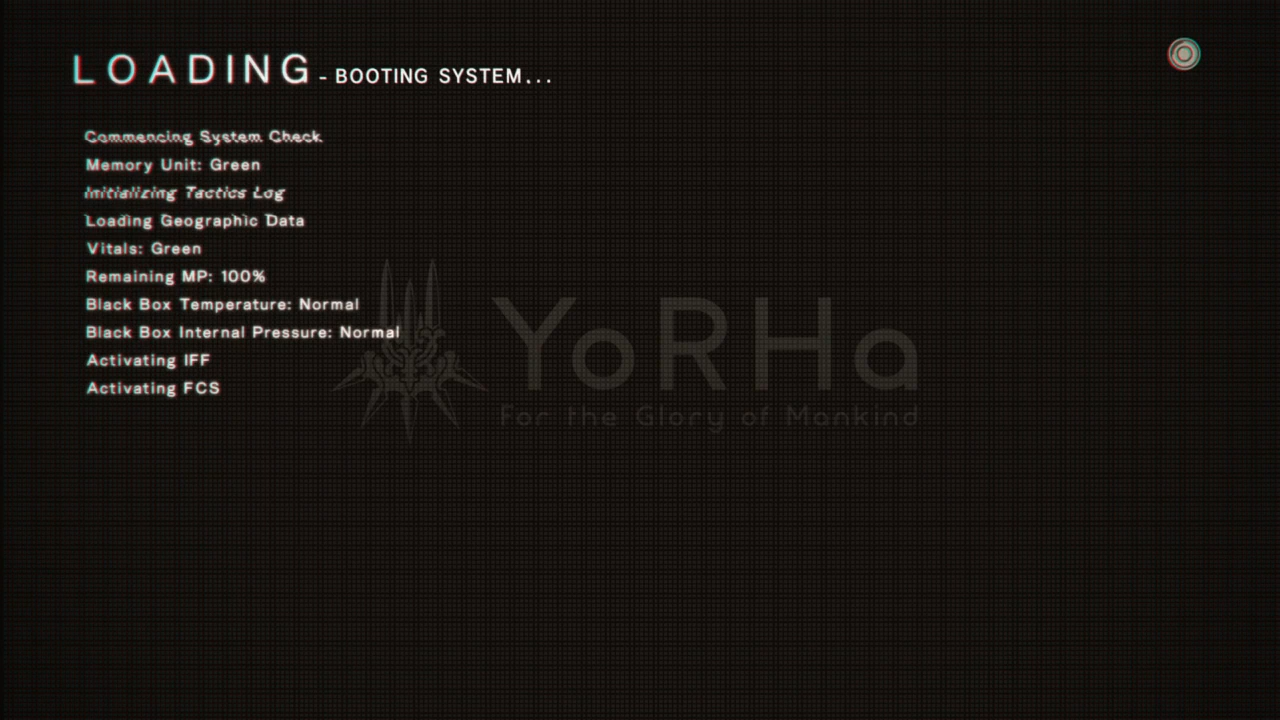 LOADING - BOOTING SYSTEM...
Commencing System Check
Memory Unit: Green
Initializing Tactics Log
Loading Geographic Data
Vitals: Green
Remaining MP: 100%
Black Box Temperature: Normal
Black Box Internal Pressure: Normal
Activating IFF
Activating FCS
YoRHa
For the Glory of Mankind